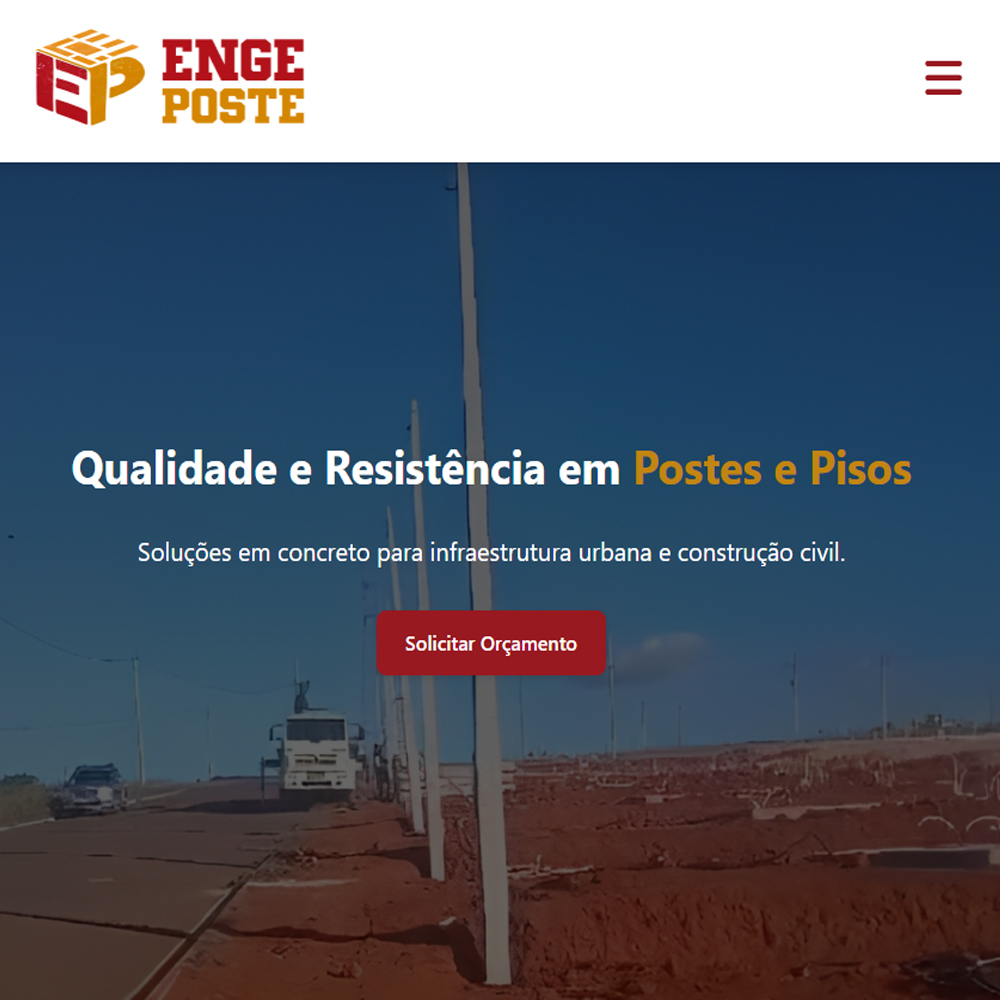 EP
ENGE
POSTE
Qualidade e Resistência em Postes e Pisos
Soluções em concreto para infraestrutura urbana e construção civil.
Solicitar Orçamento